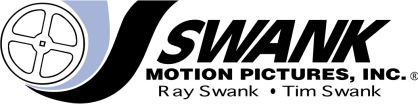 SWANK
MOTION PICTURES, INC. ®
Ray Swank • Tim Swank